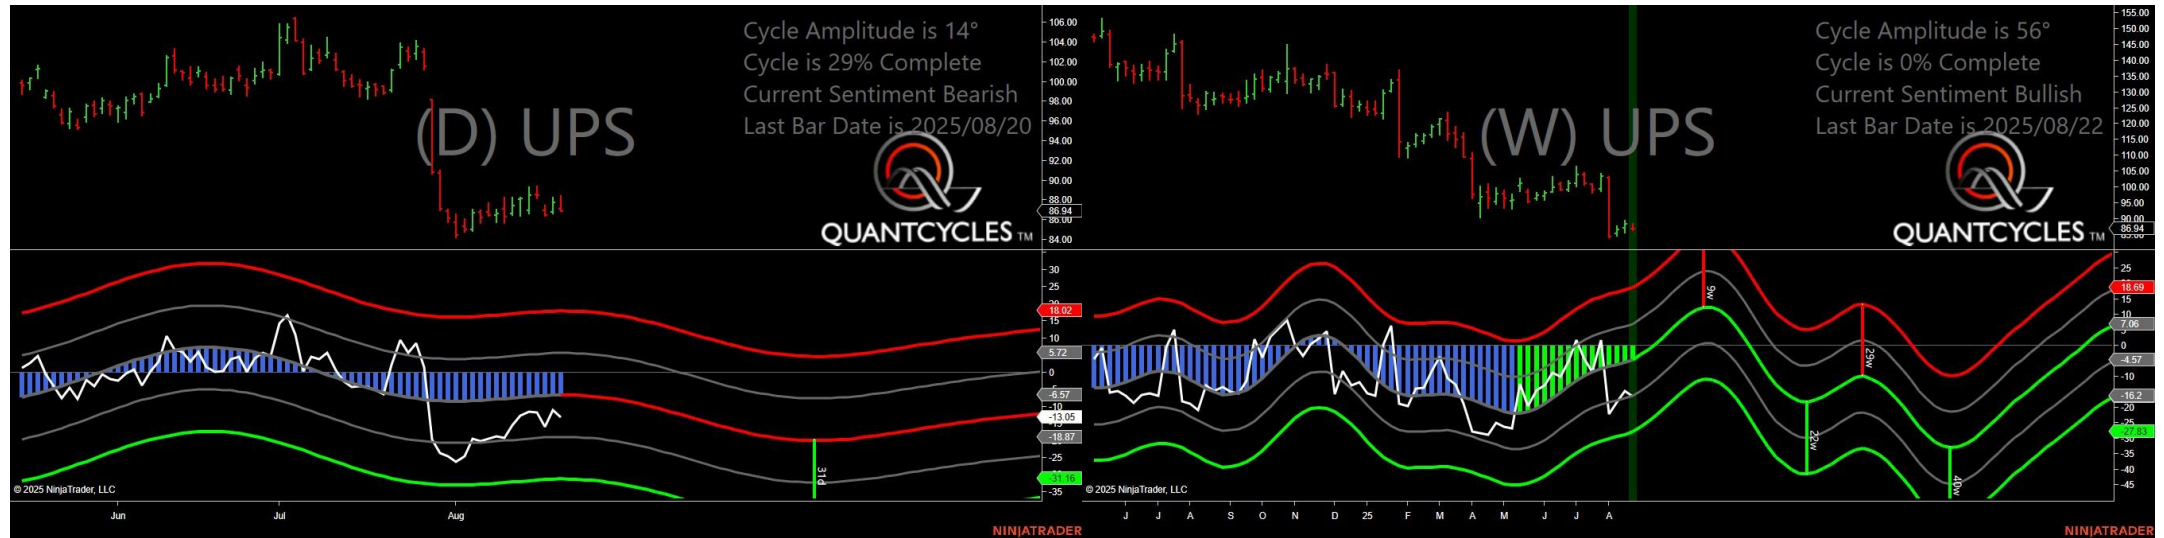 Cycle Amplitude is 14°
Cycle is 29% Complete
Current Sentiment Bearish
Last Bar Date is 2025/08/20
(D) UPS
QUANTCYCLES TM
106.00
104.00
102.00
100.00
98.00
96.00
94.00
92.00
90.00
88.00
86.94
86.00
84.00
30
25
18.02
15
10
5.72
0
-6.57
-10
-13.05
-18.87
-25
-31.16
-35
31d
© 2025 NinjaTrader, LLC
Jun Jul Aug
NINJATRADER
Cycle Amplitude is 56°
Cycle is 0% Complete
Current Sentiment Bullish
Last Bar Date is 2025/08/22
(W) UPS
QUANTCYCLES TM
155.00
150.00
145.00
140.00
135.00
130.00
125.00
120.00
115.00
110.00
105.00
100.00
95.00
90.00
86.94
25
18.69
15
10
7.06
0
-4.57
-10
-16.2
-20
-27.83
-35
-40
-45
9w
22w
29w
40w
© 2025 NinjaTrader, LLC
J J A S O N D 25 F M A M J J A
NINJATRADER